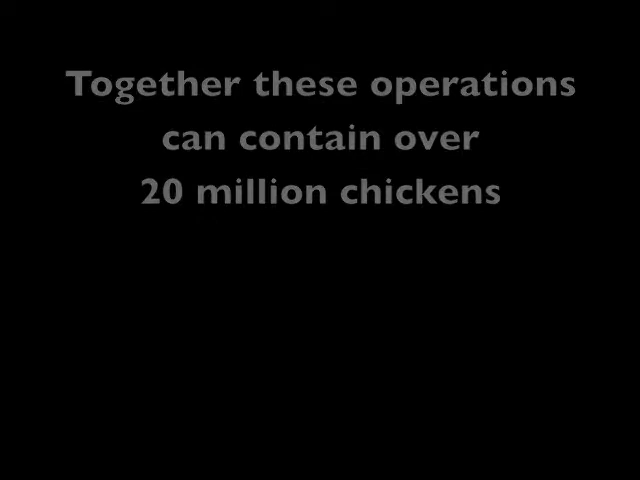 Together these operations
can contain over
20 million chickens